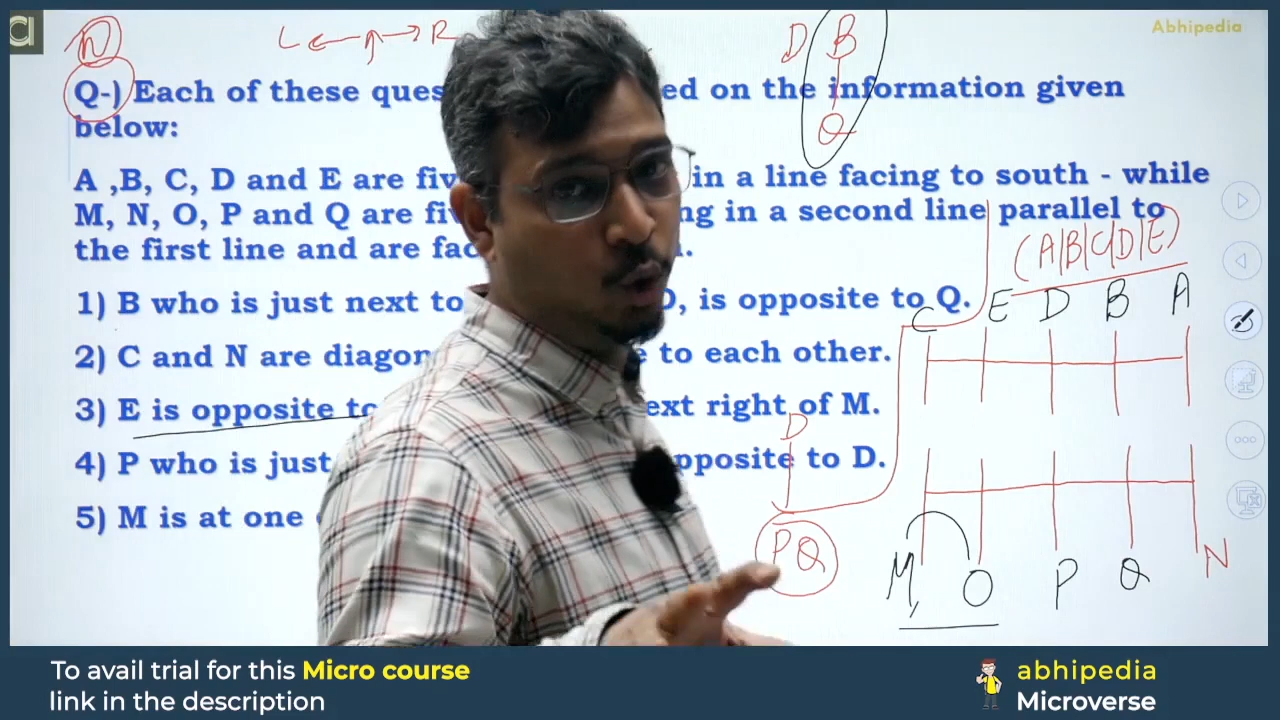 a
n
L R
D B
Q
Abhipedia
Q-) Each of these ques ed on the information given
below:
A ,B, C, D and E are fiv in a line facing to south - while
M, N, O, P and Q are fi ng in a second line parallel to
the first line and are fac
(A|B|C|D|E)
1) B who is just next to D, is opposite to Q.
C E D B A
2) C and N are diagon e to each other.
3) E is opposite to ext right of M.
D
4) P who is just pposite to D.
5) M is at one
P Q
M, O P Q N
To avail trial for this Micro course
link in the description
abhipedia
Microverse